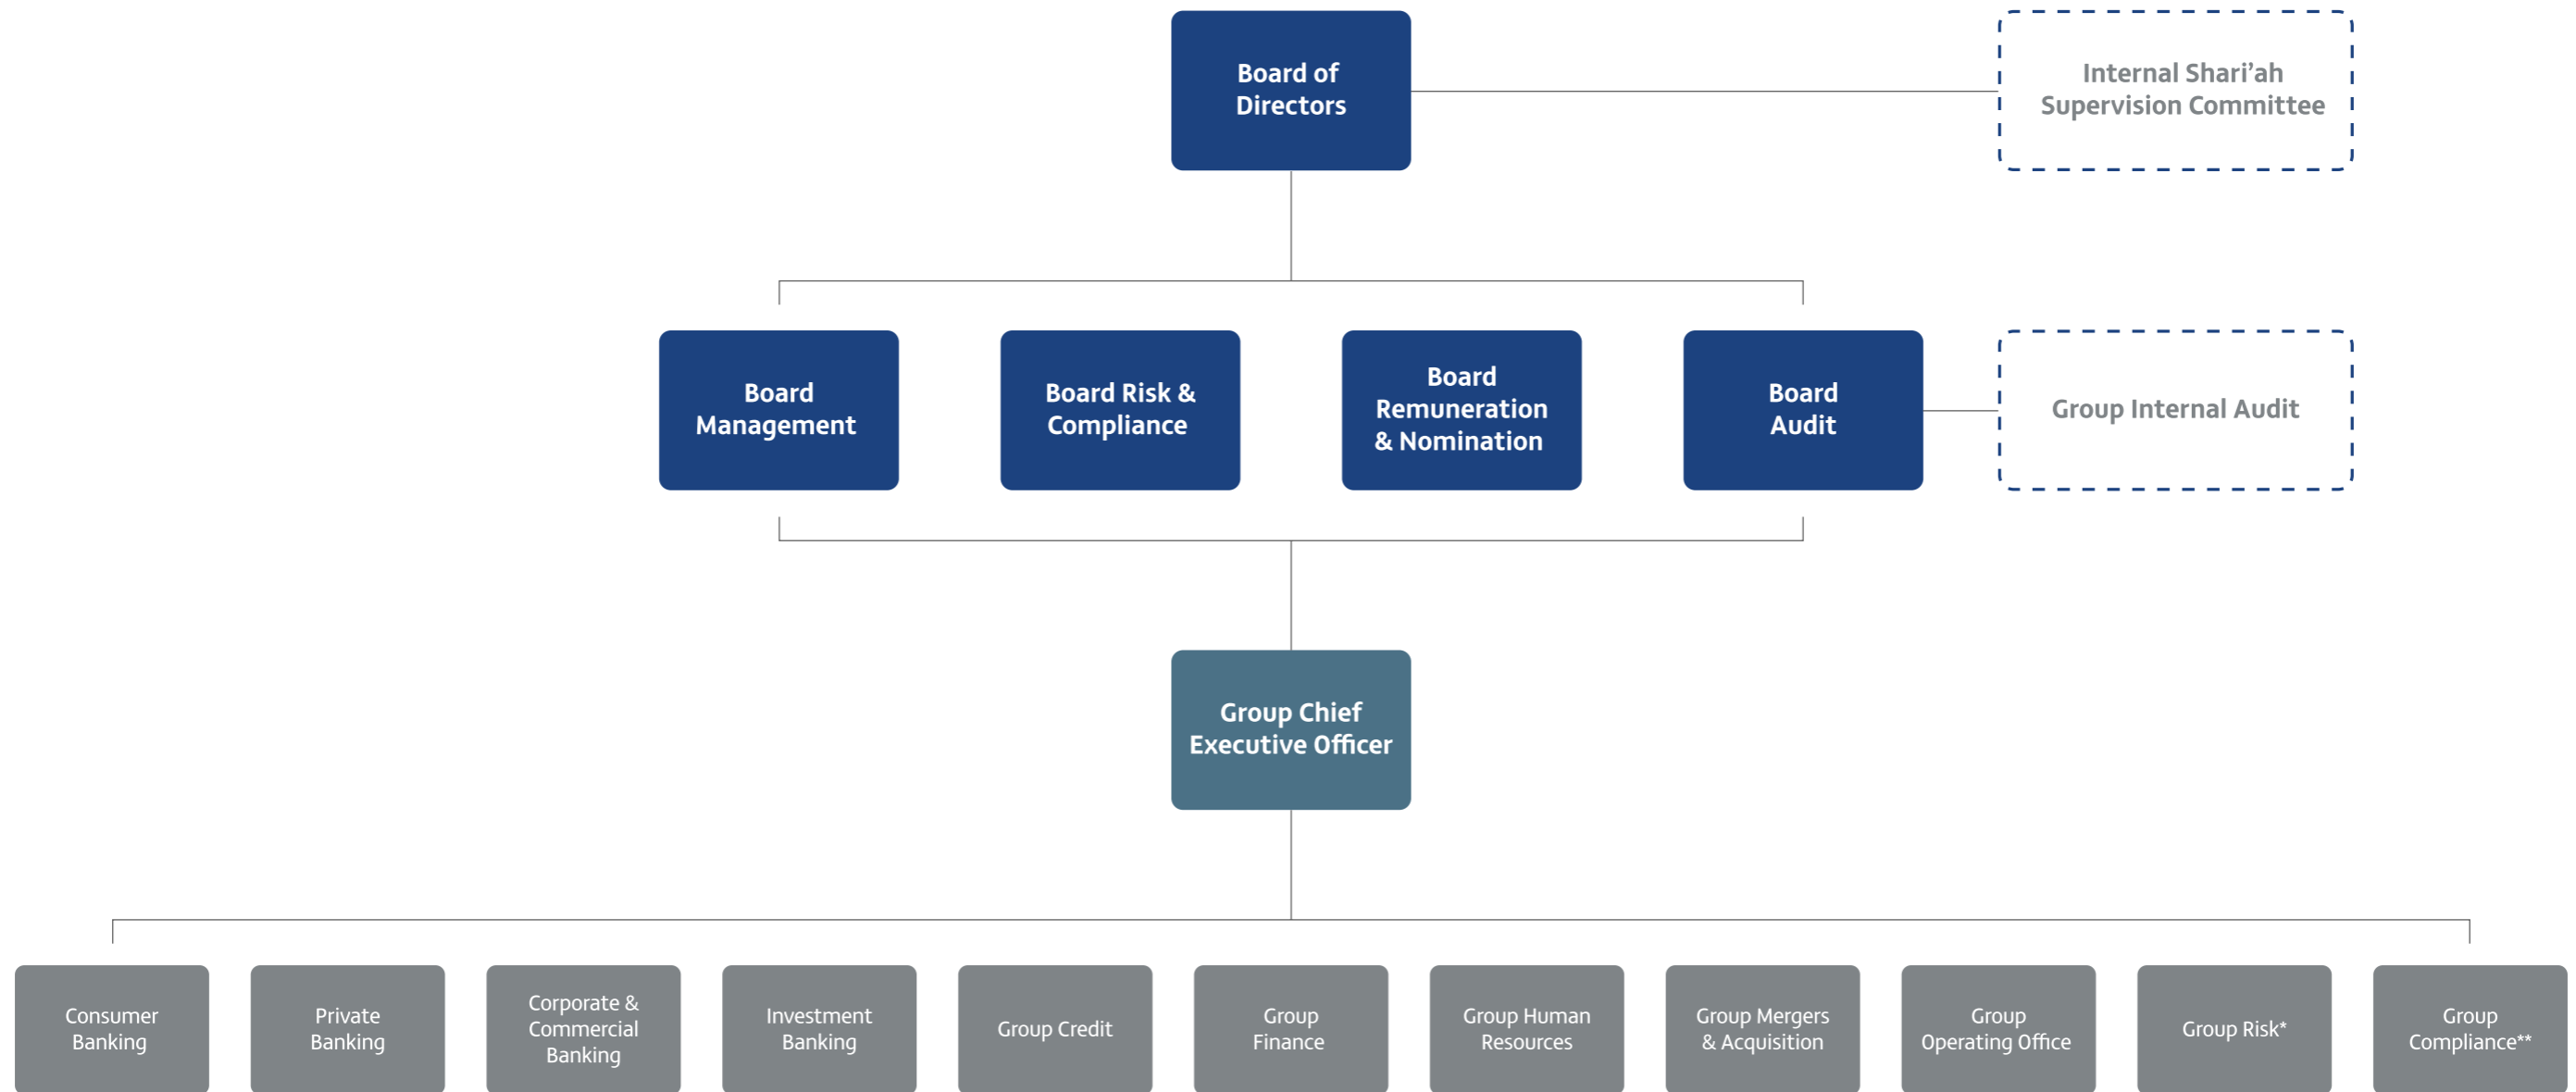 Board of
Directors
Internal Shari’ah
Supervision Committee
Board
Management
Board Risk &
Compliance
Board
Remuneration
& Nomination
Board
Audit
Group Internal Audit
Group Chief
Executive Officer
Consumer
Banking
Private
Banking
Corporate &
Commercial
Banking
Investment
Banking
Group Credit
Group
Finance
Group Human
Resources
Group Mergers
& Acquisition
Group
Operating Office
Group Risk*
Group
Compliance**